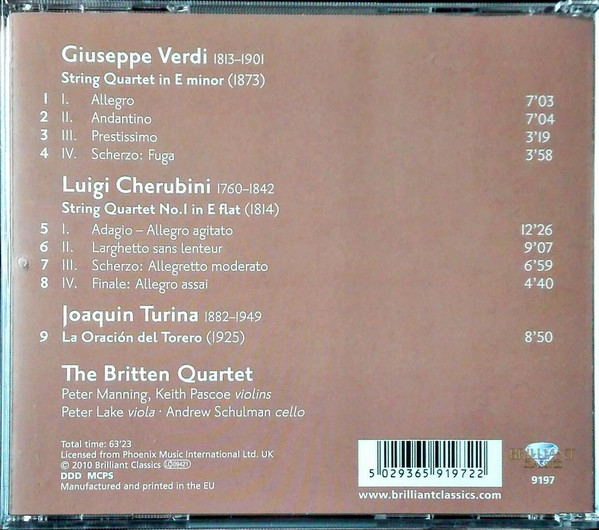 Giuseppe Verdi 1813–1901
String Quartet in E minor (1873)
1 I. Allegro 7'03
2 II. Andantino 7'04
3 III. Prestissimo 3'19
4 IV. Scherzo: Fuga 3'58
Luigi Cherubini 1760–1842
String Quartet No.1 in E flat (1814)
5 I. Adagio – Allegro agitato 12'26
6 II. Larghetto sans lenteur 9'07
7 III. Scherzo: Allegretto moderato 6'59
8 IV. Finale: Allegro assai 4'40
Joaquin Turina 1882–1949
9 La Oración del Torero (1925) 8'50
The Britten Quartet
Peter Manning, Keith Pascoe violins
Peter Lake viola · Andrew Schulman cello
Total time: 63'23
Licensed from Phoenix Music International Ltd. UK
Ⓟ © 2010 Brilliant Classics LC 09421
DDD MCPS
Manufactured and printed in the EU
5 029365 919722
www.brilliantclassics.com
BRILLIANT
CLASSICS
9197